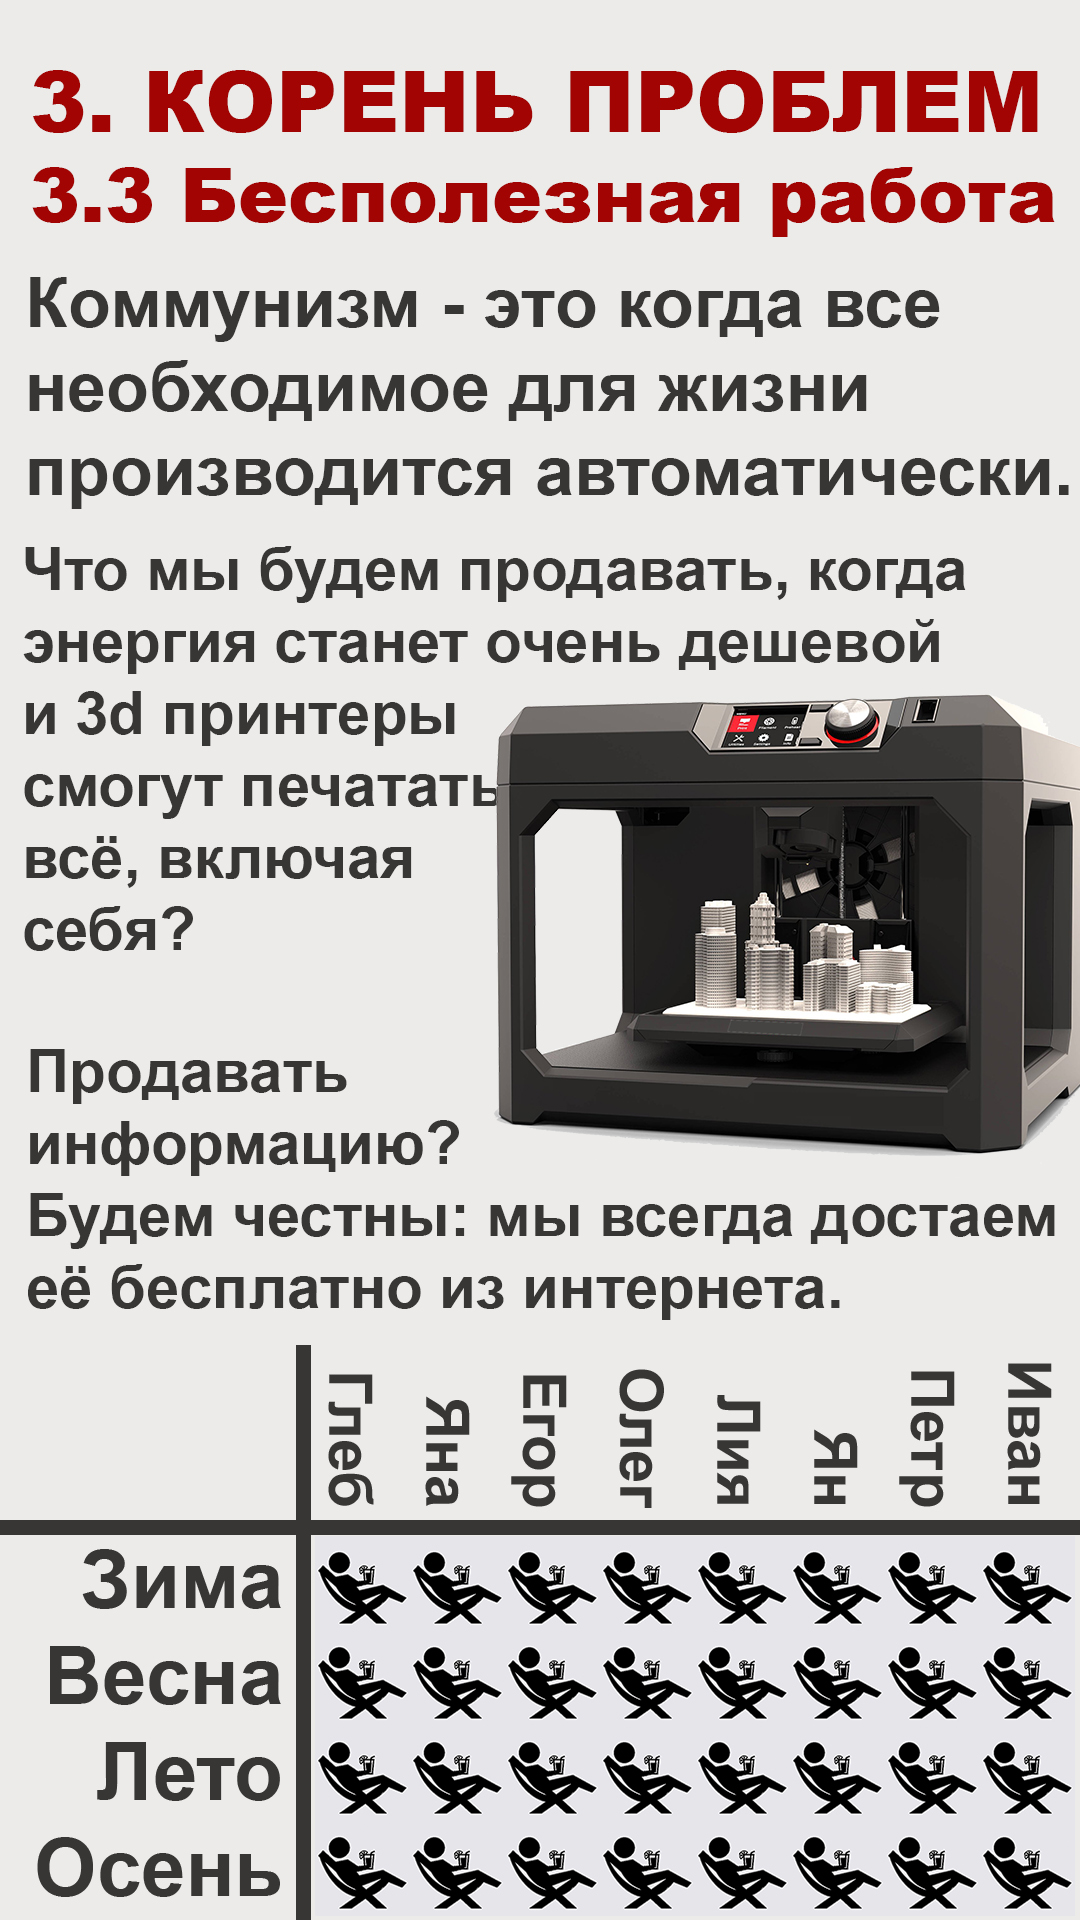 3. КОРЕНЬ ПРОБЛЕМ
3.3 Бесполезная работа
Коммунизм - это когда все
необходимое для жизни
производится автоматически.
Что мы будем продавать, когда
энергия станет очень дешевой
и 3d принтеры
смогут печатать
всё, включая
себя?
Продавать
информацию?
Будем честны: мы всегда достаем
её бесплатно из интернета.
Глеб Яна Егор Олег Лия Ян Петр Иван
Зима
Весна
Лето
Осень